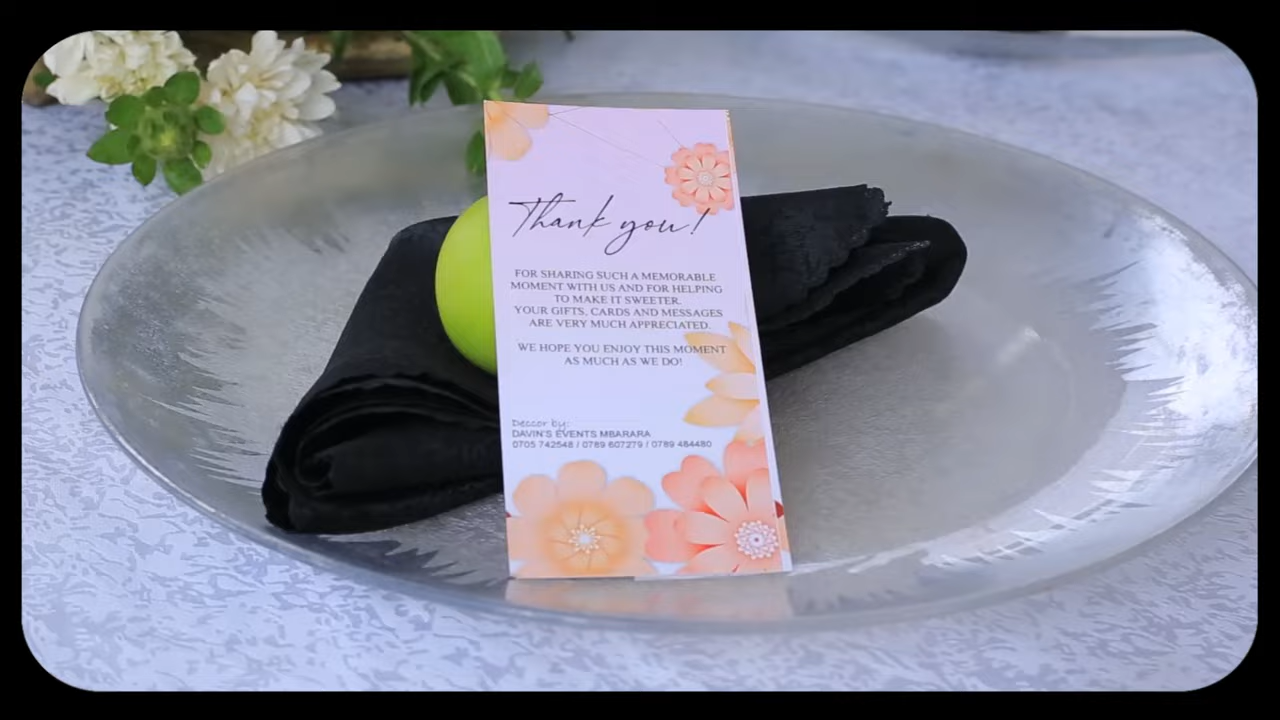 Thank you!
FOR SHARING SUCH A MEMORABLE
MOMENT WITH US AND FOR HELPING
TO MAKE IT SWEETER.
YOUR GIFTS, CARDS AND MESSAGES
ARE VERY MUCH APPRECIATED.
WE HOPE YOU ENJOY THIS MOMENT
AS MUCH AS WE DO!
Deccor by:
DAVIN'S EVENTS MBARARA
0705 742548 / 0789 607279 / 0789 484480